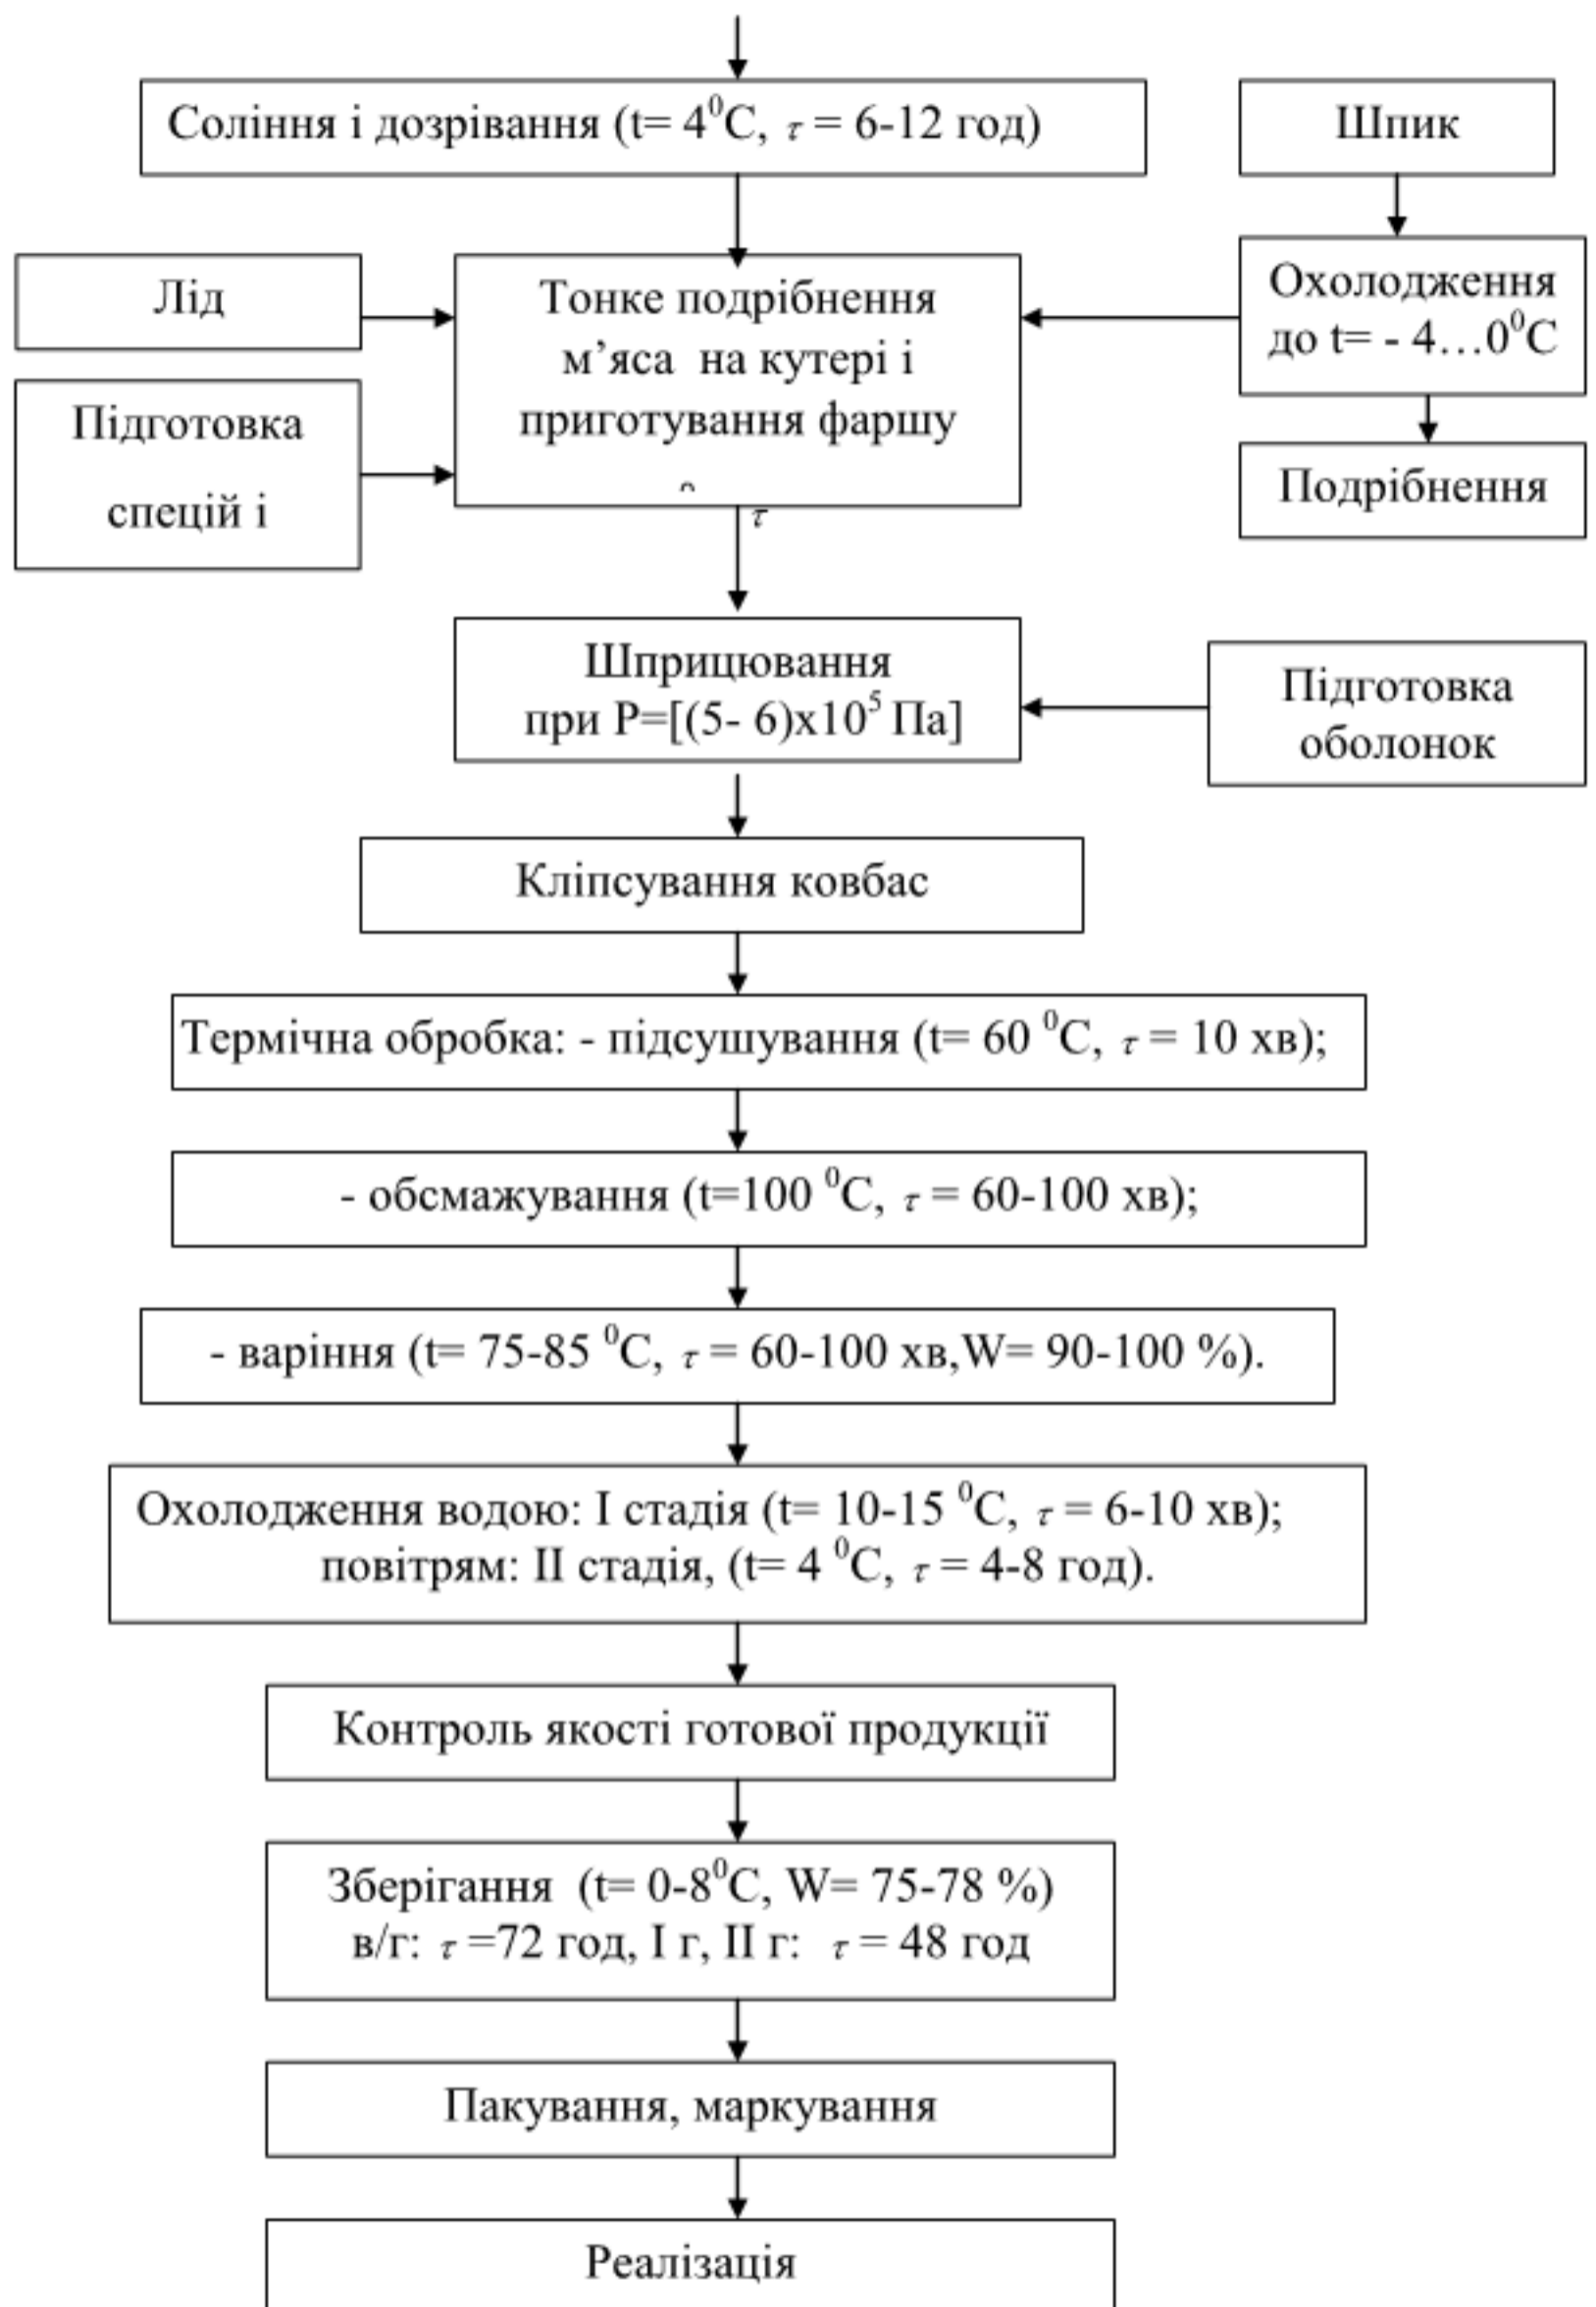 Соління і дозрівання (t= 4⁰C, τ = 6-12 год)
Шпик
Лід
Тонке подрібнення
м’яса на кутері і
приготування фаршу
τ
Охолодження
до t= - 4…0⁰C
Підготовка
спецій і
Подрібнення
Шприцювання
при P=[(5- 6)x10⁵ Па]
Підготовка
оболонок
Кліпсування ковбас
Термічна обробка: - підсушування (t= 60 ⁰C, τ = 10 хв);
- обсмажування (t=100 ⁰C, τ = 60-100 хв);
- варіння (t= 75-85 ⁰C, τ = 60-100 хв,W= 90-100 %).
Охолодження водою: I стадія (t= 10-15 ⁰C, τ = 6-10 хв);
повітрям: II стадія, (t= 4 ⁰C, τ = 4-8 год).
Контроль якості готової продукції
Зберігання (t= 0-8⁰C, W= 75-78 %)
в/г: τ =72 год, I г, II г: τ = 48 год
Пакування, маркування
Реалізація